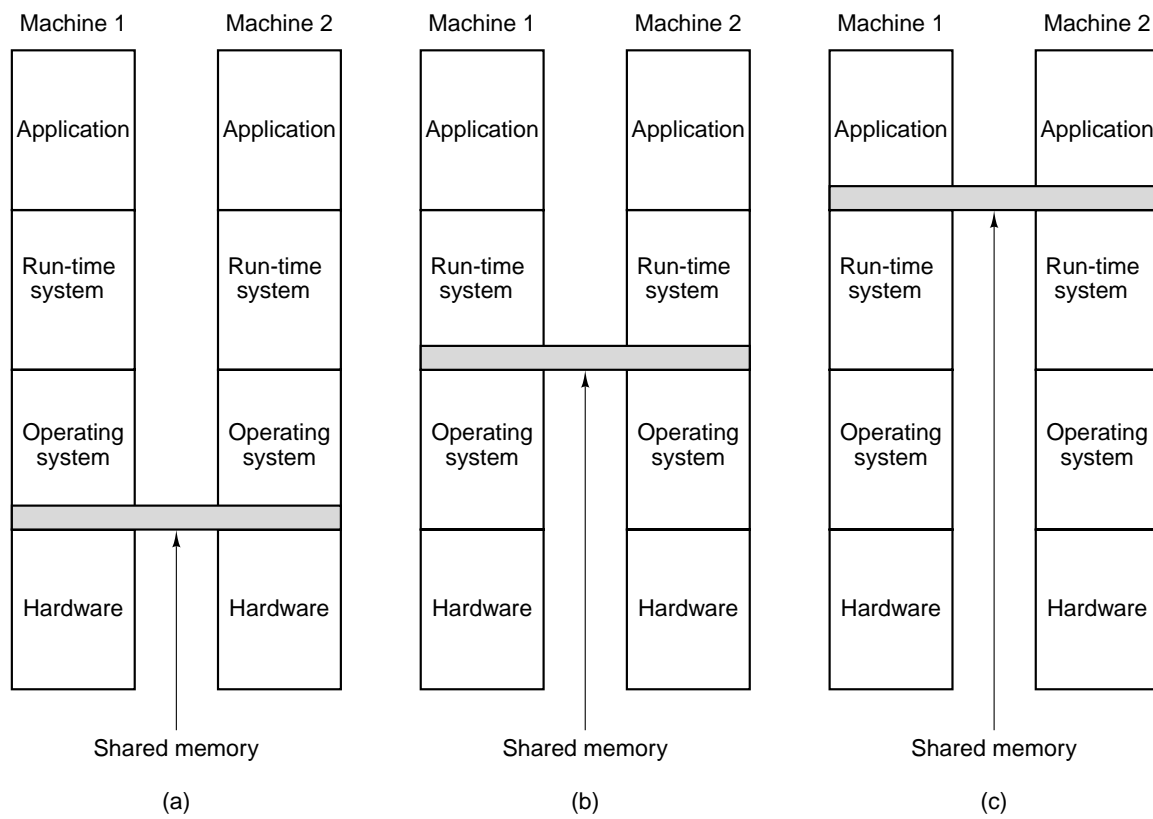 Machine 1 Machine 2 Machine 1 Machine 2 Machine 1 Machine 2
Application Application Application Application Application Application
Run-time Run-time Run-time Run-time Run-time Run-time
system system system system system system
Operating Operating Operating Operating Operating Operating
system system system system system system
Hardware Hardware Hardware Hardware Hardware Hardware
Shared memory Shared memory Shared memory
(a) (b) (c)